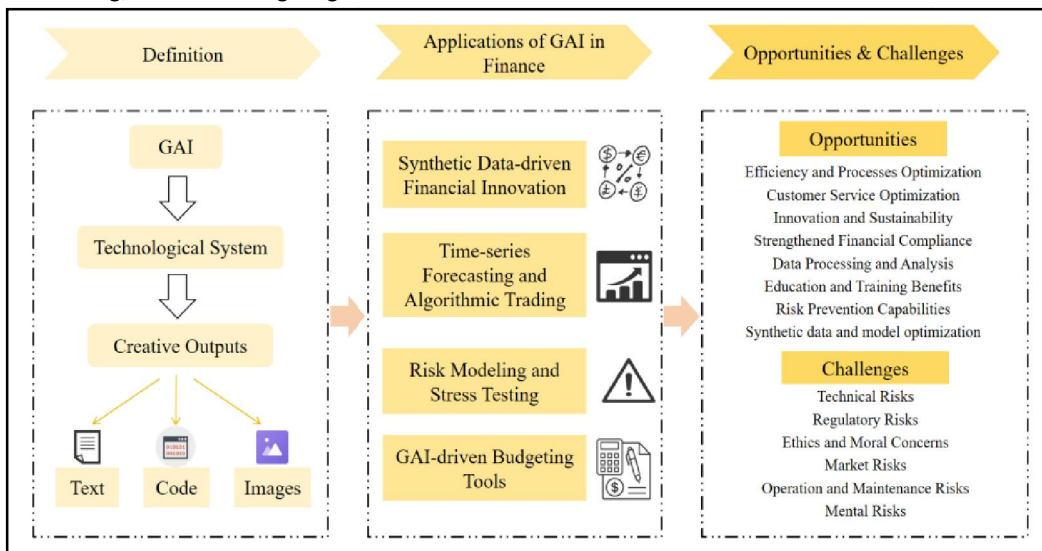 Definition
GAI
Technological System
Creative Outputs
Text
Code
Images
Applications of GAI in
Finance
Synthetic Data-driven
Financial Innovation
Time-series
Forecasting and
Algorithmic Trading
Risk Modeling and
Stress Testing
GAI-driven Budgeting
Tools
Opportunities & Challenges
Opportunities
Efficiency and Processes Optimization
Customer Service Optimization
Innovation and Sustainability
Strengthened Financial Compliance
Data Processing and Analysis
Education and Training Benefits
Risk Prevention Capabilities
Synthetic data and model optimization
Challenges
Technical Risks
Regulatory Risks
Ethics and Moral Concerns
Market Risks
Operation and Maintenance Risks
Mental Risks